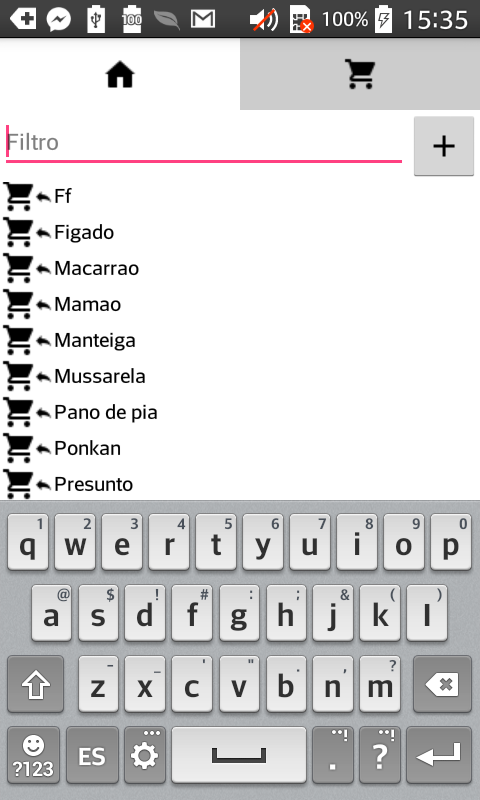 100 100% 15:35
Filtro +
Ff
Figado
Macarrao
Mamao
Manteiga
Mussarela
Pano de pia
Ponkan
Presunto
1 2 3 4 5 6 7 8 9 0
q w e r t y u i o p
@ $ ! # : ; & ( )
a s d f g h j k l
- _ ' " . , ?
z x c v b n m
?123 ES . ..! ? ..!